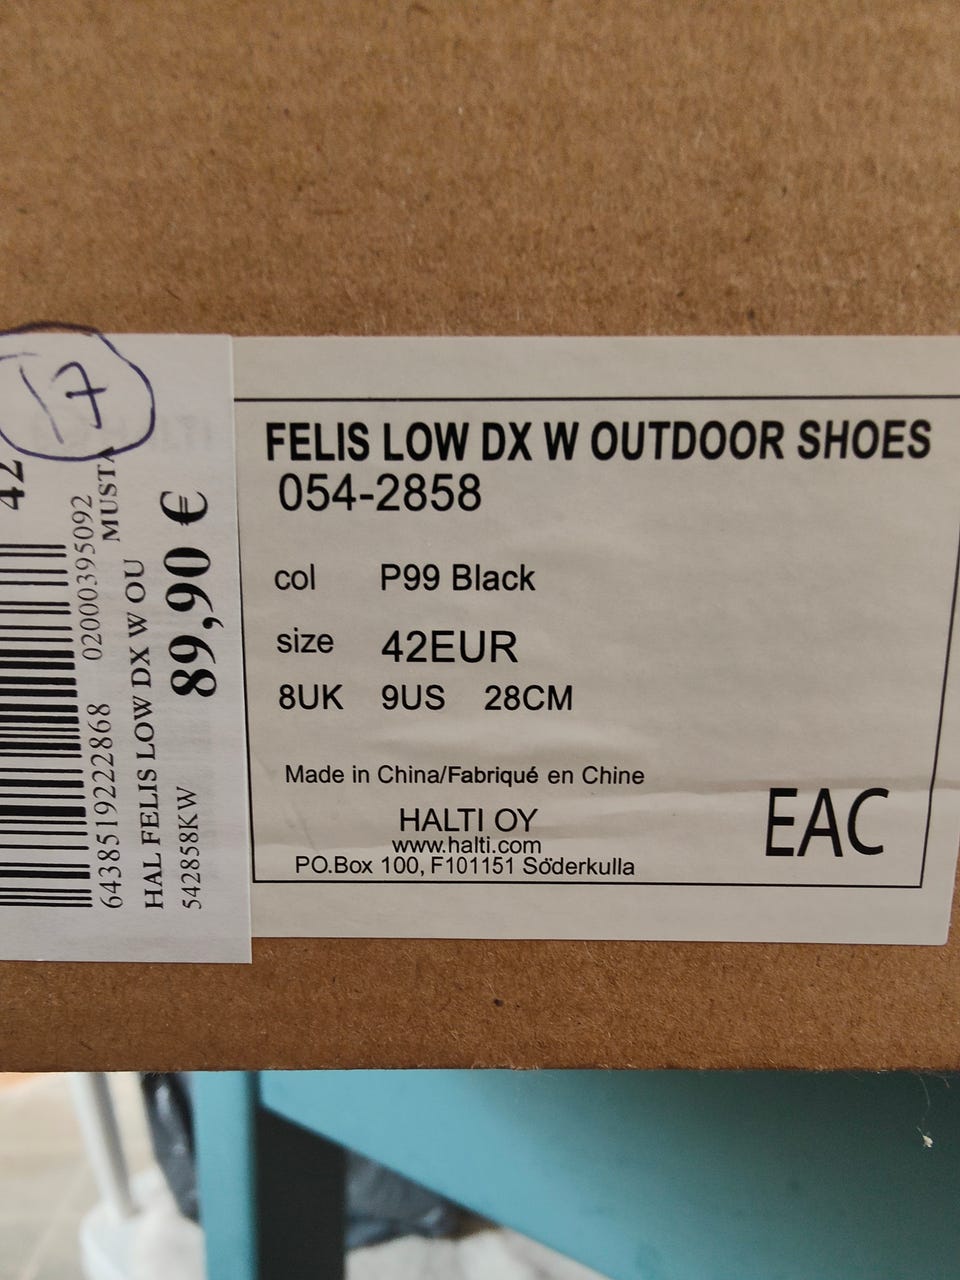 17
42
02000395092
MUSTA
6438519222868
HAL FELIS LOW DX W OU
542858KW
89,90 €
FELIS LOW DX W OUTDOOR SHOES
054-2858
col P99 Black
size 42EUR
8UK 9US 28CM
Made in China/Fabriqué en Chine
HALTI OY
www.halti.com
PO.Box 100, F101151 Söderkulla
EAC